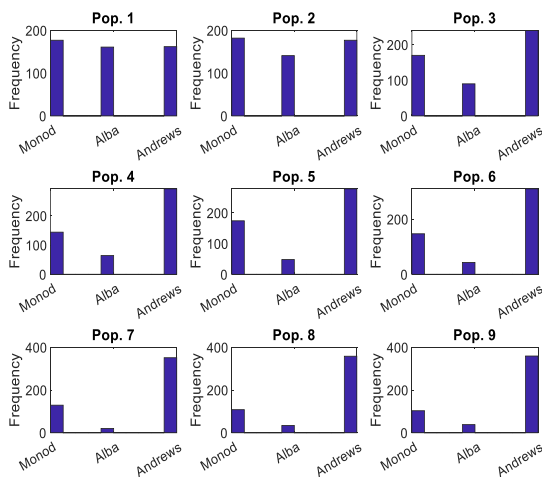 Pop. 1
Frequency
200
100
0
Monod
Alba
Andrews
Pop. 2
Frequency
200
100
0
Monod
Alba
Andrews
Pop. 3
Frequency
200
100
0
Monod
Alba
Andrews
Pop. 4
Frequency
200
100
0
Monod
Alba
Andrews
Pop. 5
Frequency
200
100
0
Monod
Alba
Andrews
Pop. 6
Frequency
200
0
Monod
Alba
Andrews
Pop. 7
Frequency
400
200
0
Monod
Alba
Andrews
Pop. 8
Frequency
400
200
0
Monod
Alba
Andrews
Pop. 9
Frequency
400
200
0
Monod
Alba
Andrews